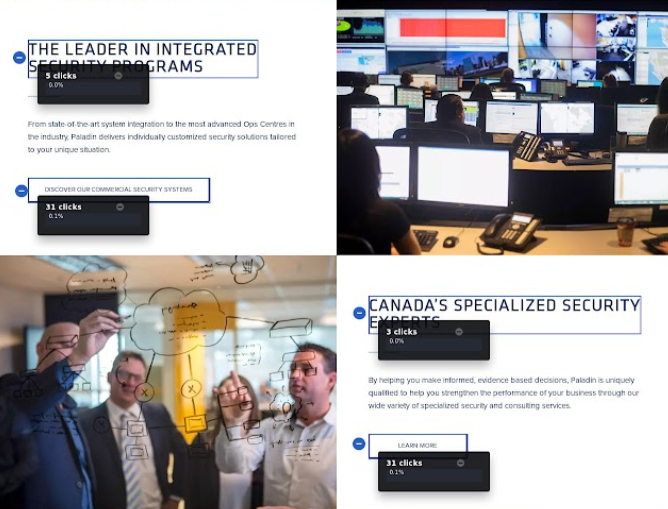 THE LEADER IN INTEGRATED
SECURITY PROGRAMS
5 clicks
0.0%
From state-of-the-art system integration to the most advanced Ops Centres in
the industry, Paladin delivers individually customized security solutions tailored
to your unique situation.
DISCOVER OUR COMMERCIAL SECURITY SYSTEMS
31 clicks
0.1%
CANADA'S SPECIALIZED SECURITY
EXPERTS
3 clicks
0.0%
By helping you make informed, evidence based decisions, Paladin is uniquely
qualified to help you strengthen the performance of your business through our
wide variety of specialized security and consulting services.
LEARN MORE
31 clicks
0.1%